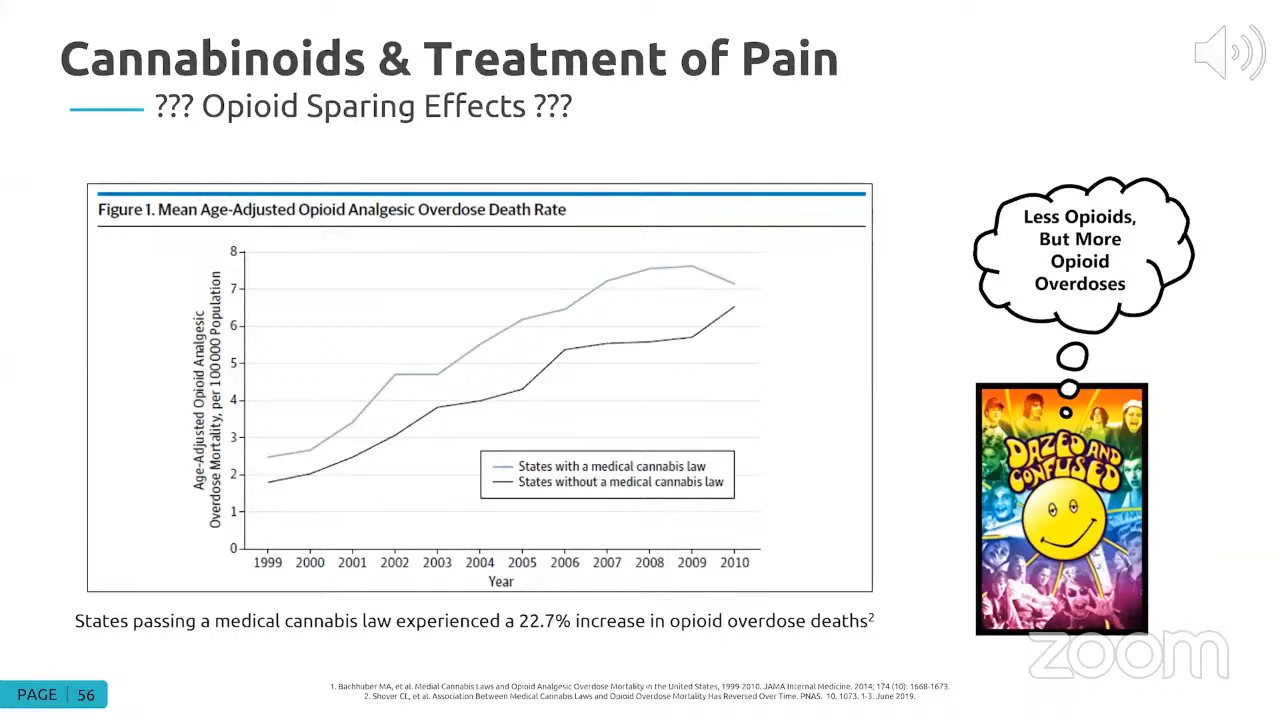 Cannabinoids & Treatment of Pain
??? Opioid Sparing Effects ???
Figure 1. Mean Age-Adjusted Opioid Analgesic Overdose Death Rate
Age-Adjusted Opioid Analgesic
Overdose Mortality, per 100 000 Population
8
7
6
5
4
3
2
1
0
States with a medical cannabis law
States without a medical cannabis law
1999 2000 2001 2002 2003 2004 2005 2006 2007 2008 2009 2010
Year
Less Opioids,
But More
Opioid
Overdoses
DAZED AND
CONFUSED
States passing a medical cannabis law experienced a 22.7% increase in opioid overdose deaths²
zoom
PAGE | 56
1. Bachhuber MA, et al. Medial Cannabis Laws and Opioid Analgesic Overdose Mortality in the United States, 1999-2010. JAMA Internal Medicine. 2014; 174 (10): 1668-1673.
2. Shover CL, et al. Association Between Medical Cannabis Laws and Opioid Overdose Mortality Has Reversed Over Time. PNAS. 10. 1073. 1-3. June 2019.